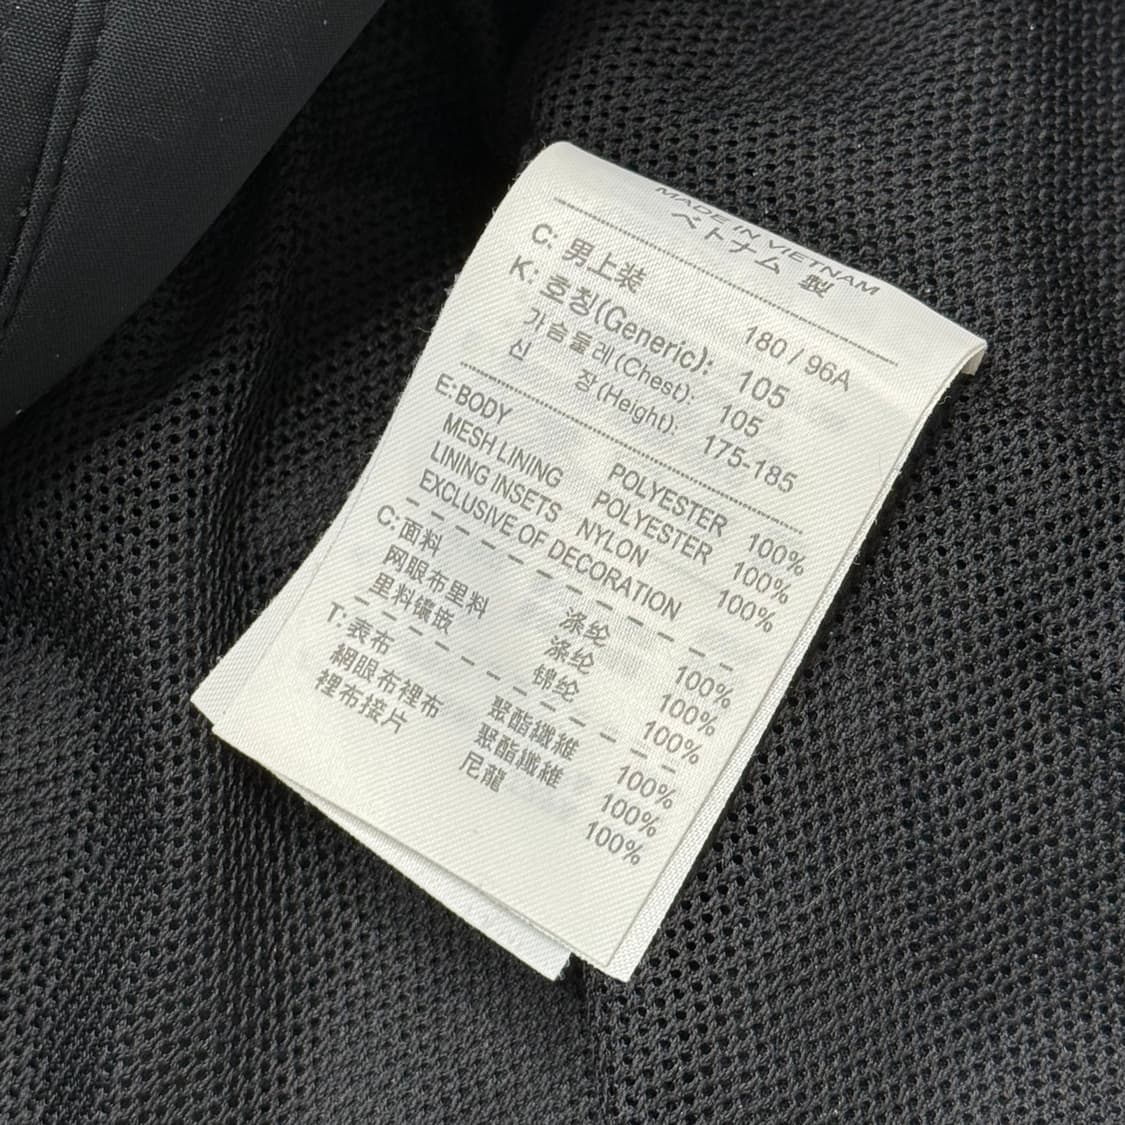 MADE IN VIETNAM
ベトナム 製
C: 男上装 180 / 96A
K: 호칭(Generic): 105
가슴둘레(Chest): 105
신 장(Height): 175-185
E:BODY POLYESTER 100%
MESH LINING POLYESTER 100%
LINING INSETS NYLON 100%
EXCLUSIVE OF DECORATION
C: 面料 涤纶 100%
网眼布里料 涤纶 100%
里料镶嵌 锦纶 100%
T: 表布 聚酯纖維 100%
網眼布裡布 聚酯纖維 100%
裡布接片 尼龍 100%